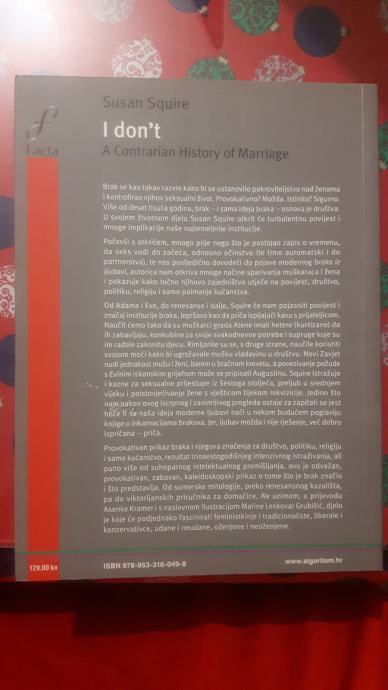 Susan Squire
I don't
A Contrarian History of Marriage
Facta
Brak se kao takav razvio kako bi se ustanovilo pokroviteljstvo nad ženama
i kontrolirao njihov seksualni život. Provokativno? Možda. Istinito? Sigurno.
Više od deset tisuća godina, brak – i sama ideja braka – osnova je društva.
U svojem životnom djelu Susan Squire otkrit će turbulentnu povijest i
mnoge implikacije naše najtemeljnije institucije.
Počevši s otkrićem, mnogo prije nego što je postojao zapis o vremenu,
da seks vodi do začeća, odnosno očinstva (te time automatski i do
partnerstva), te nas posljedično dovodeći do pojave modernog braka iz
ljubavi, autorica nam otkriva mnoge načine sparivanja muškaraca i žena
i pokazuje kako točno njihovo zajedništvo utječe na povijest, društvo,
politiku, religiju i samo poimanje kućanstva.
Od Adama i Eve, do renesanse i dalje, Squire će nam pojasniti povijest i
značaj institucije braka, lepršavo kao da priča ispijajući kavu s prijateljicom.
Naučit ćemo tako da su muškarci grada Atene imali hetere (kurtizane) da
ih zabavljaju, konkubine za svoje svakodnevne potrebe i supruge koje su
im rađale zakonitu djecu. Rimljanke su se, s druge strane, naučile koristiti
svojom moći kako bi ugrožavale mušku vladavinu u društvu. Novi Zavjet
nudi jednakost mužu i ženi, barem u bračnom krevetu, a povezivanje požude
s Evinim iskonskim grijehom može se pripisati Augustinu. Squire istražuje
i kazne za seksualne prijestupe iz šestoga stoljeća, preljub u srednjem
vijeku i poistovjećivanje žene s vješticom tijekom Inkvizicije. Jedino što
nam nakon ovog iscrpnog i zanimljivog pregleda ostaje za zapitati se jest
hoće li se naša ideja moderne ljubavi naći u nekom budućem poglavlju
knjige o inkarnacijama brakova. Jer, ljubav možda i nije rješenje, već dobro
ispričana – priča.
Provokativan prikaz braka i njegova značenja za društvo, politiku, religiju
i samo kućanstvo, rezultat trinaestogodišnjeg intenzivnog istraživanja, ali
puno više od suhoparnog intelektualnog promišljanja, ovo je odvažan,
provokativan, zabavan, kaleidoskopski prikaz o tome što je brak značio
i što predstavlja. Od sumerske mitologije, preko renesansnog kazališta,
pa do viktorijanskih priručnika za domaćice, Ne uzimam, u prijevodu
Asenke Kramer i s naslovnom ilustracijom Marine Leskovar Grubišić, djelo
je koje će podjednako fascinirati feministkinje i tradicionaliste, liberale i
konzervativce, udane i neudane, oženjene i neoženjene.
129,00 kn
ISBN 978-953-316-049-8
www.algoritam.hr